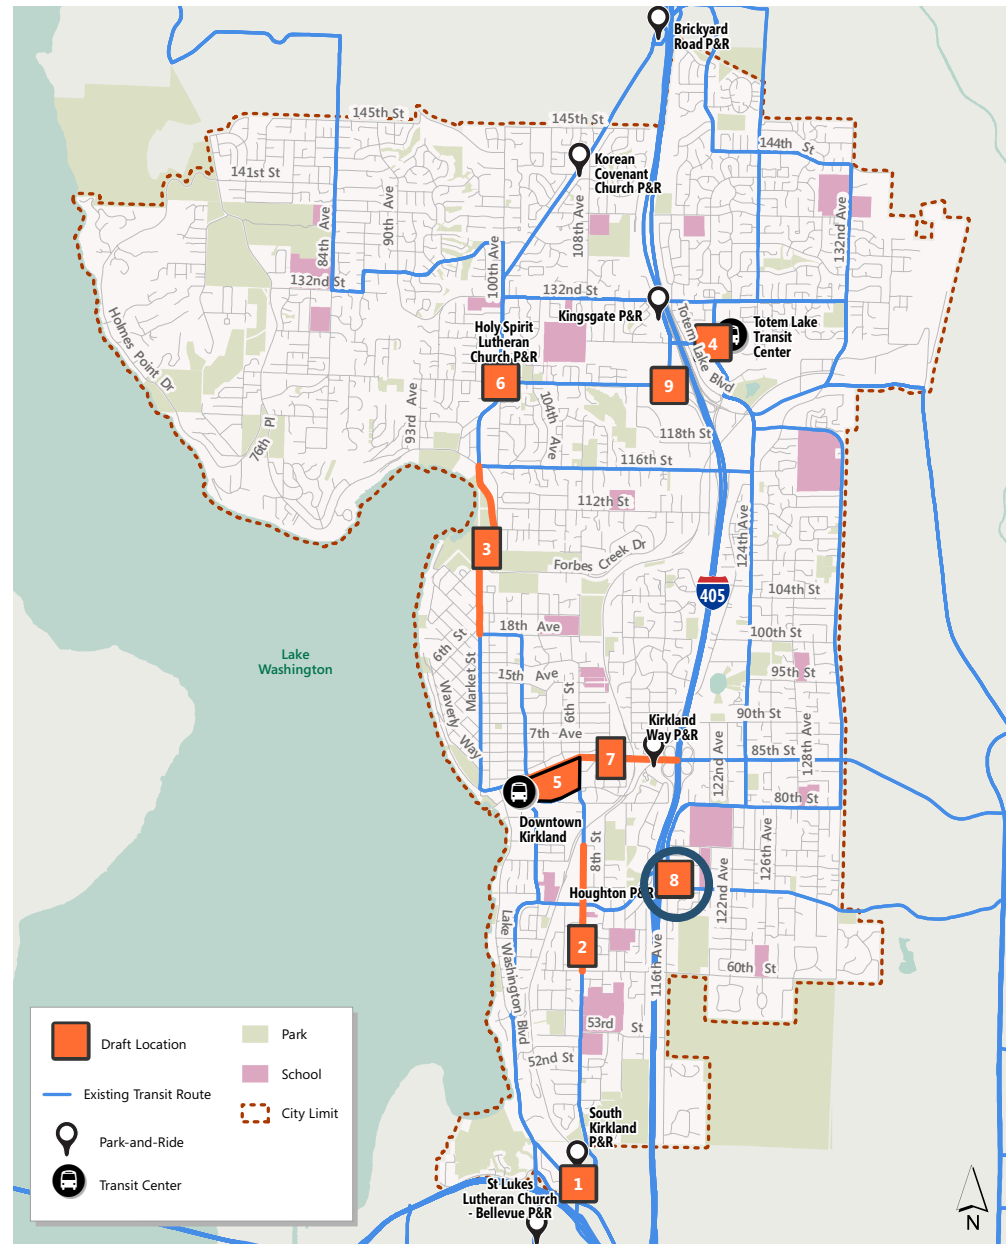 Brickyard
Road P&R
145th St
145th St
144th St
Korean
Covenant
Church P&R
141st St
84th Ave
90th Ave
108th Ave
132nd Ave
100th Ave
132nd St
132nd St
Kingsgate P&R
Holmes Point Dr
Holy Spirit
Lutheran
Church P&R
Totem Lake Blvd
4
Totem Lake
Transit
Center
6
9
93rd Ave
104th Ave
76th Pl
118th St
116th St
112th St
124th Ave
3
Forbes Creek Dr
405
104th St
18th Ave
100th St
6th St
Lake
Washington
Market St
15th Ave
95th St
6th St
Waverly Way
90th St
Kirkland
Way P&R
7th Ave
122nd Ave
128th Ave
7
85th St
5
80th St
Downtown
Kirkland
8th St
126th Ave
Houghton P&R
8
122nd Ave
Lake Washington Blvd
2
116th Ave
60th St
53rd St
52nd St
South
Kirkland
P&R
1
St Lukes
Lutheran Church
- Bellevue P&R
Draft Location
Existing Transit Route
Park-and-Ride
Transit Center
Park
School
City Limit
N